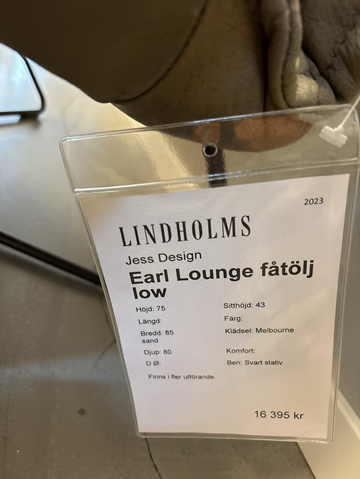 2023
LINDHOLMS
Jess Design
Earl Lounge fåtölj
low
Höjd: 75 Sitthöjd: 43
Längd: Färg:
Bredd: 85 Klädsel: Melbourne
sand
Djup: 80 Komfort:
D Ø: Ben: Svart stativ
Finns i fler utförande.
16 395 kr